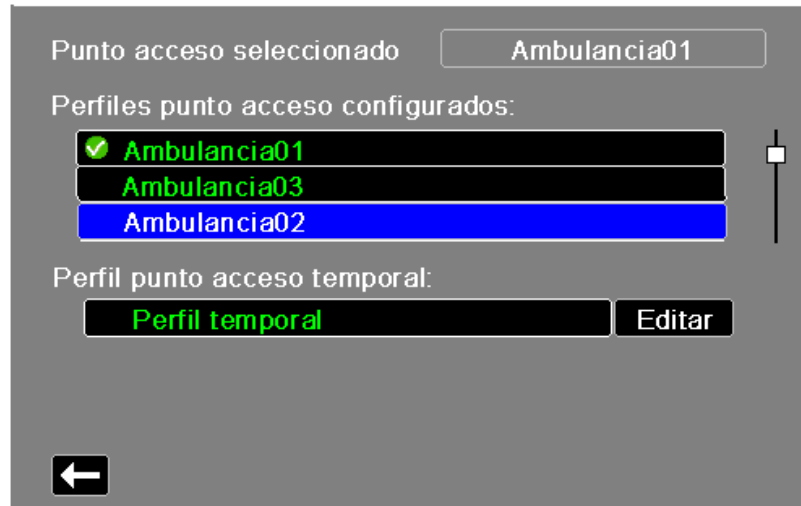 Punto acceso seleccionado Ambulancia01
Perfiles punto acceso configurados:
Ambulancia01
Ambulancia03
Ambulancia02
Perfil punto acceso temporal:
Perfil temporal Editar